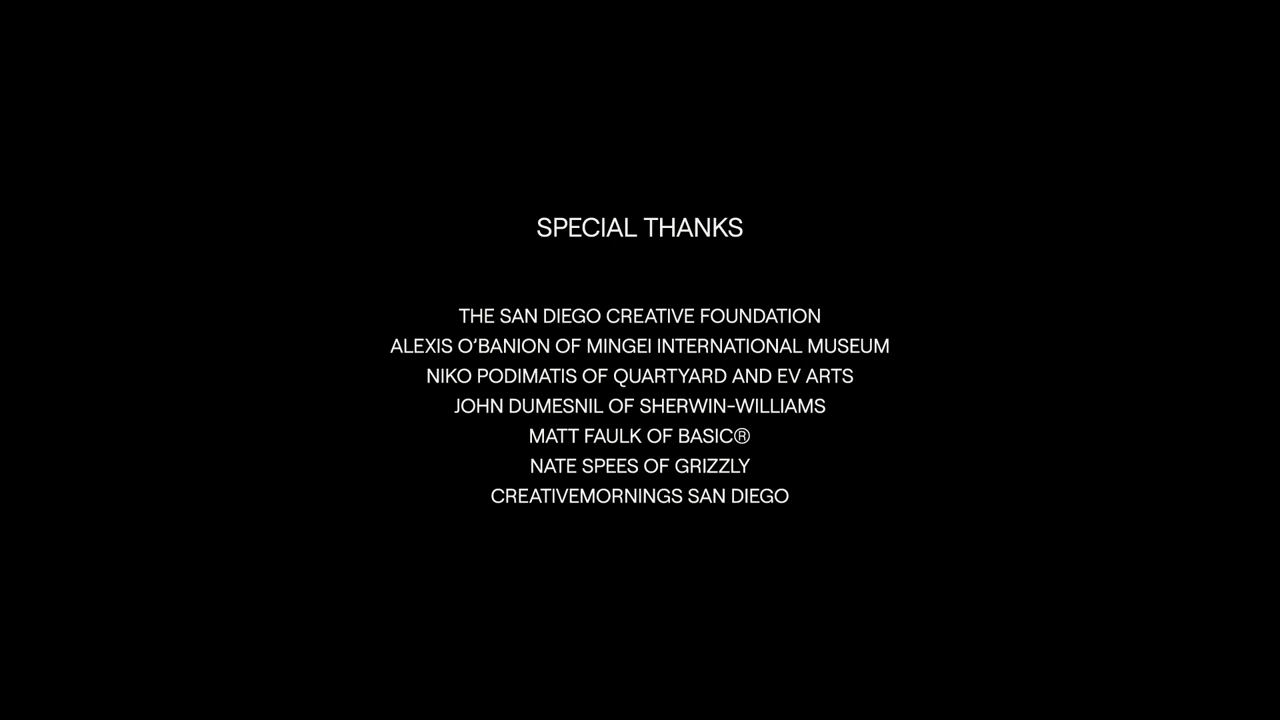 SPECIAL THANKS
THE SAN DIEGO CREATIVE FOUNDATION
ALEXIS O’BANION OF MINGEI INTERNATIONAL MUSEUM
NIKO PODIMATIS OF QUARTYARD AND EV ARTS
JOHN DUMESNIL OF SHERWIN-WILLIAMS
MATT FAULK OF BASIC®
NATE SPEES OF GRIZZLY
CREATIVEMORNINGS SAN DIEGO